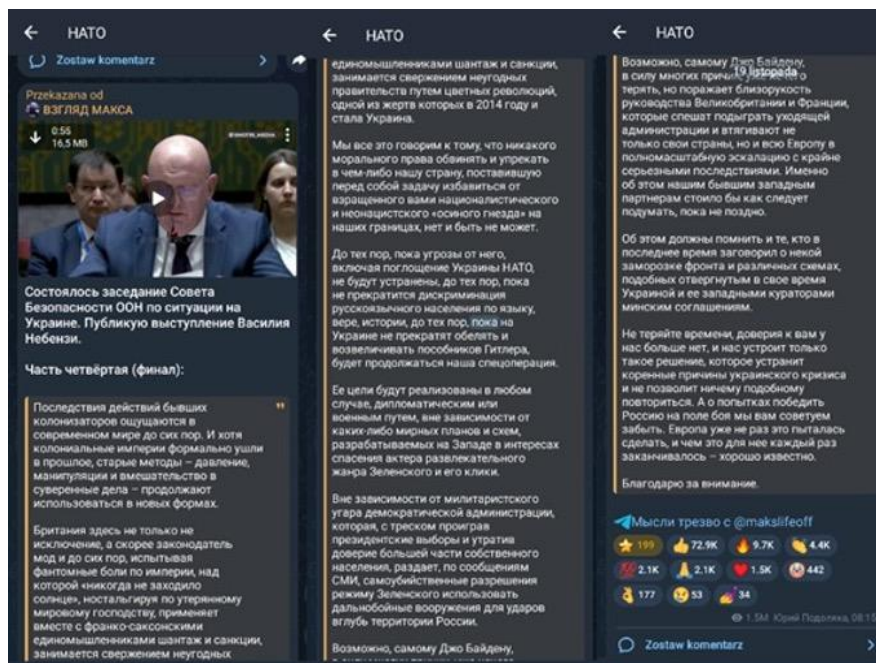 НАТО
Zostaw komentarz
Przekazana od
ВЗГЛЯД МАКСА
0:55
16,5 MB
Состоялось заседание Совета
Безопасности ООН по ситуации на
Украине. Публикую выступление Василия
Небензи.
Часть четвёртая (финал):
Последствия действий бывших
колонизаторов ощущаются в
современном мире до сих пор. И хотя
колониальные империи формально ушли
в прошлое, старые методы – давление,
манипуляции и вмешательство в
суверенные дела – продолжают
использоваться в новых формах.
Британия здесь не только не
исключение, а скорее законодатель
мод и до сих пор, испытывая
фантомные боли по империи, над
которой «никогда не заходило
солнце», ностальгируя по утерянному
мировому господству, применяет
вместе с франко-саксонскими
единомышленниками шантаж и санкции,
занимается свержением неугодных
НАТО
единомышленниками шантаж и санкции,
занимается свержением неугодных
правительств путем цветных революций,
одной из жертв которых в 2014 году и
стала Украина.
Мы все это говорим к тому, что никакого
морального права обвинять и упрекать
в чем-либо нашу страну, поставившую
перед собой задачу избавиться от
взращенного вами националистического
и неонацистского «осиного гнезда» на
наших границах, нет и быть не может.
До тех пор, пока угрозы от него,
включая поглощение Украины НАТО,
не будут устранены, до тех пор, пока
не прекратится дискриминация
русскоязычного населения по языку,
вере, истории, до тех пор, пока на
Украине не прекратят обелять и
возвеличивать пособников Гитлера,
будет продолжаться наша спецоперация.
Ее цели будут реализованы в любом
случае, дипломатическим или
военным путем, вне зависимости от
каких-либо мирных планов и схем,
разрабатываемых на Западе в интересах
спасения актера развлекательного
жанра Зеленского и его клики.
Вне зависимости от милитаристского
угара демократической администрации,
которая, с треском проиграв
президентские выборы и утратив
доверие большей части собственного
населения, раздает, по сообщениям
СМИ, самоубийственные разрешения
режиму Зеленского использовать
дальнобойные вооружения для ударов
вглубь территории России.
Возможно, самому Джо Байдену,
НАТО
Возможно, самому Джо Байдену,
19 listopada
в силу многих причин, уже нечего
терять, но поражает близорукость
руководства Великобритании и Франции,
которые спешат подыграть уходящей
администрации и втягивают не
только свои страны, но и всю Европу в
полномасштабную эскалацию с крайне
серьезными последствиями. Именно
об этом нашим бывшим западным
партнерам стоило бы как следует
подумать, пока не поздно.
Об этом должны помнить и те, кто в
последнее время заговорил о некой
заморозке фронта и различных схемах,
подобных отвергнутым в свое время
Украиной и ее западными кураторами
минским соглашениям.
Не теряйте времени, доверия к вам у
нас больше нет, и нас устроит только
такое решение, которое устранит
коренные причины украинского кризиса
и не позволит ничему подобному
повториться. А о попытках победить
Россию на поле боя мы вам советуем
забыть. Европа уже не раз это пыталась
сделать, и чем это для нее каждый раз
заканчивалось – хорошо известно.
Благодарю за внимание.
Мысли трезво с @makslifeoff
199 72.9K 9.7K 4.4K
2.1K 2.1K 1.5K 442
177 53 34
1.5M Юрий Подоляка, 08:15
Zostaw komentarz